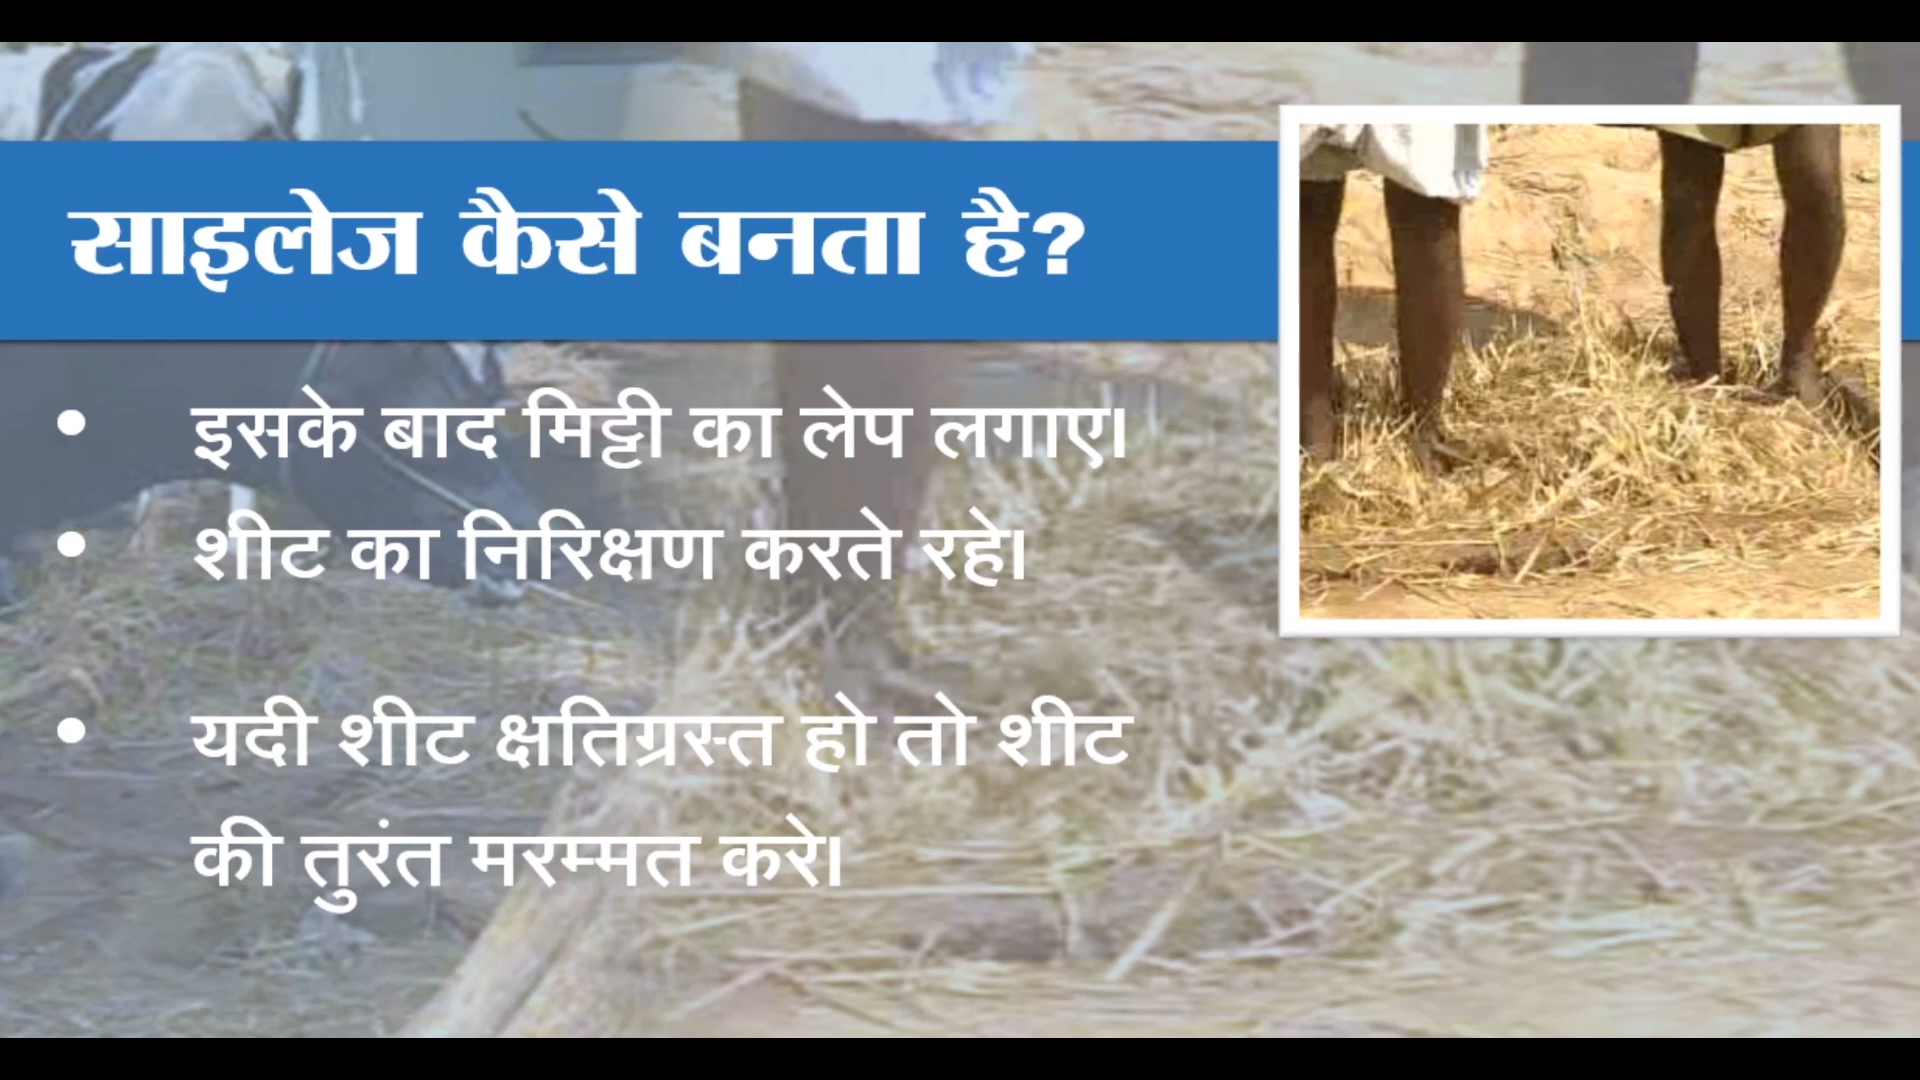 साइलेज कैसे बनता है?
• इसके बाद मिट्टी का लेप लगाए।
• शीट का निरिक्षण करते रहे।
• यदी शीट क्षतिग्रस्त हो तो शीट
की तुरंत मरम्मत करे।